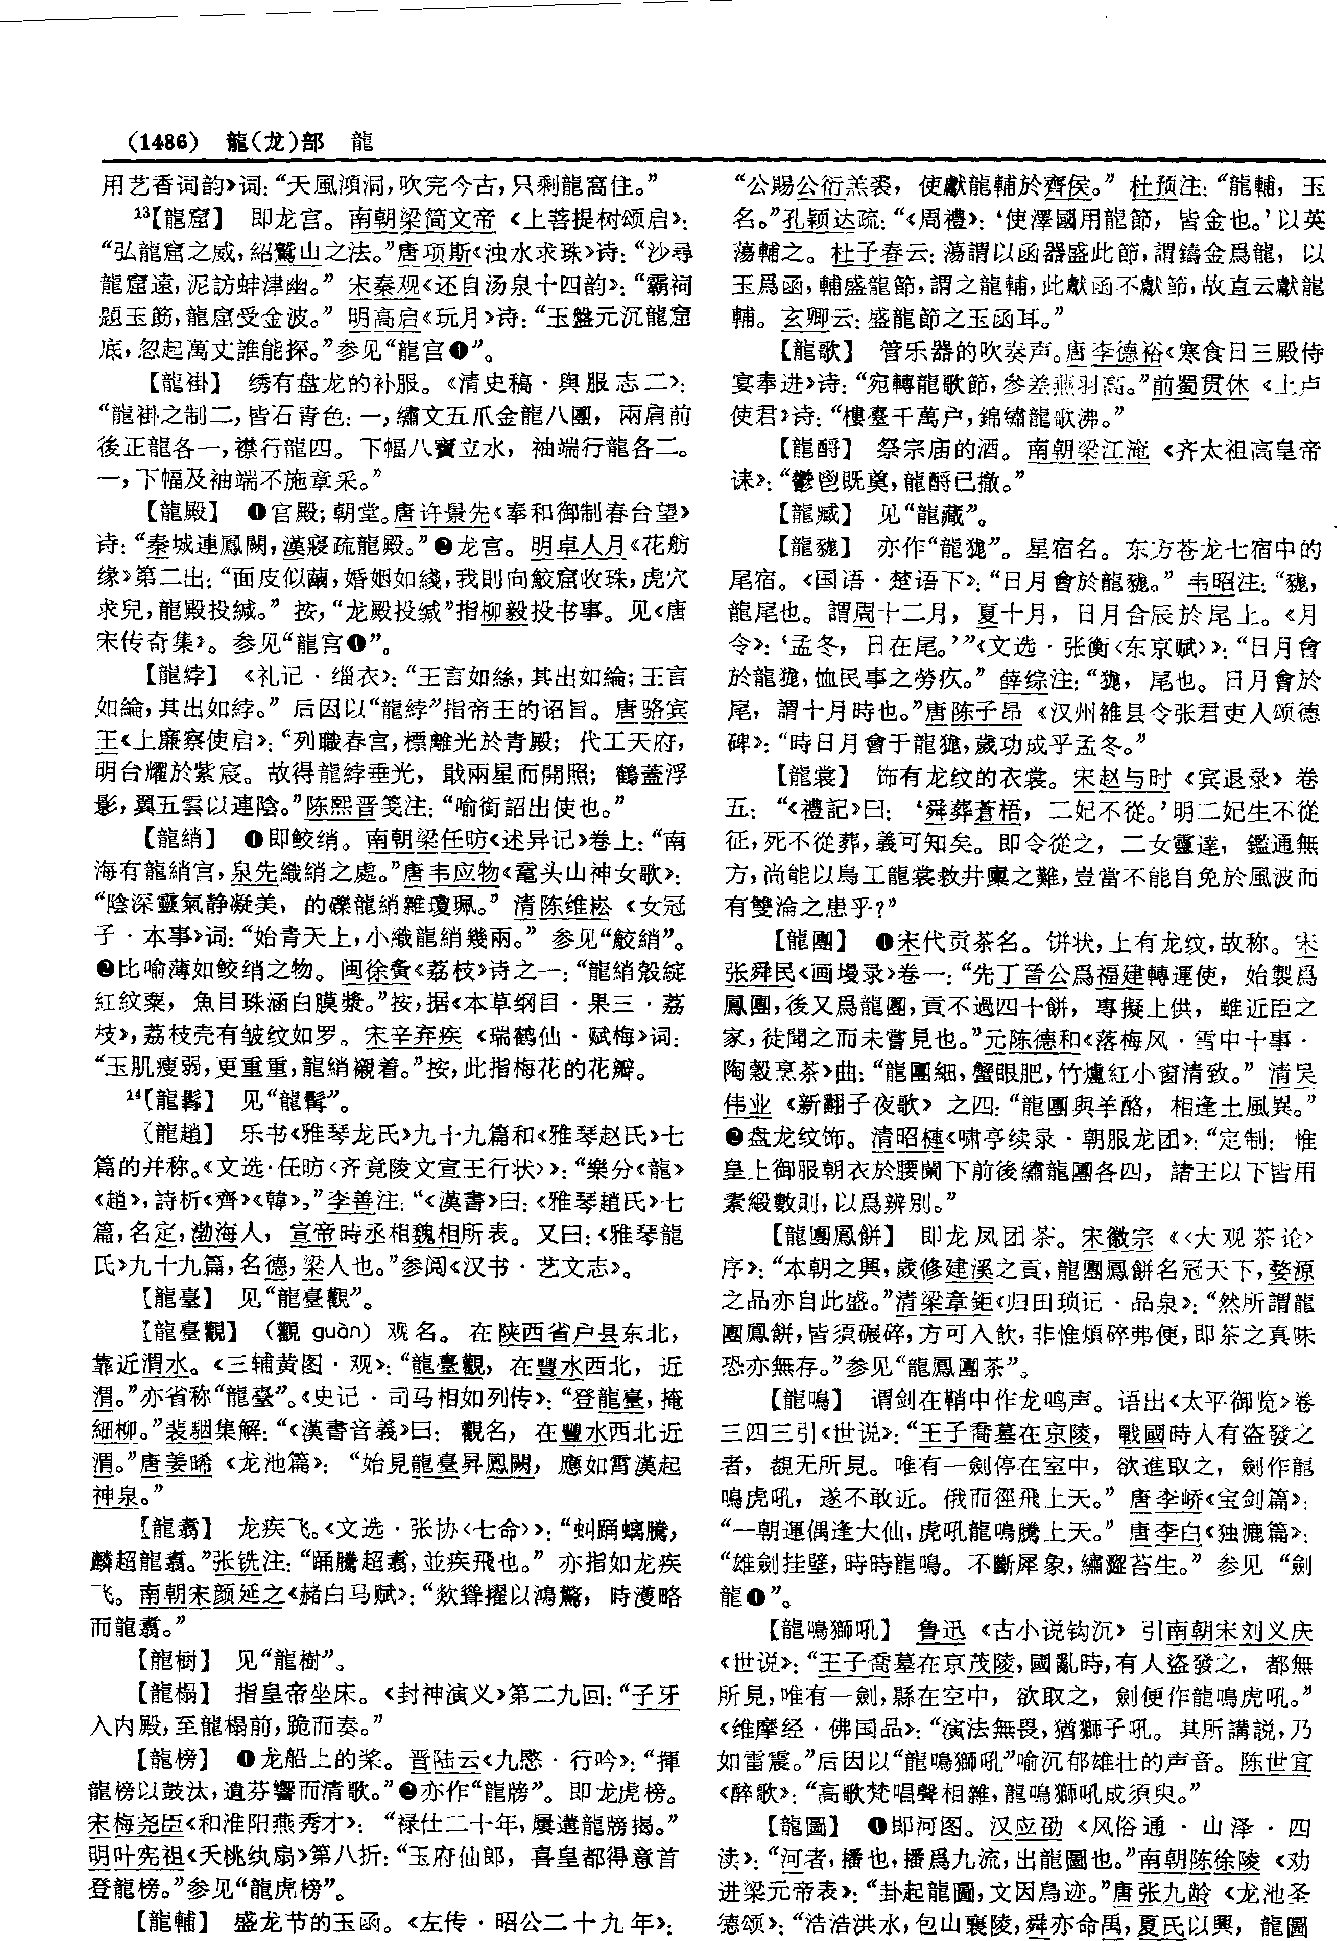 (1486) 龍(龙)部 龍
用艺香词韵》词：“天風澒洞，吹完今古，只剩龍窩住。”
¹³【龍窟】 即龙宫。南朝梁简文帝《上菩提树颂启》：
“弘龍窟之威，紹鷲山之法。”唐项斯《浊水求珠》诗：“沙尋
龍窟遠，泥訪蚌津幽。” 宋秦观《还自汤泉十四韵》：“霸祠
題玉筯，龍窟受金波。” 明高启《玩月》诗：“玉盤元沉龍窟
底，忽起萬丈誰能探。”参见“龍宫❶”。
【龍褂】 绣有盘龙的补服。《清史稿·舆服志二》：
“龍褂之制二，皆石青色：一，繡文五爪金龍八團，兩肩前
後正龍各一，襟行龍四。下幅八寶立水，袖端行龍各二。
一，下幅及袖端不施章采。”
【龍殿】 ❶宫殿；朝堂。唐许景先《奉和御制春台望》
诗：“秦城連鳳闕，漢寢疏龍殿。”❷龙宫。明卓人月《花舫
缘》第二出：“面皮似繭，婚姻如綫，我則向鮫窟收珠，虎穴
求兒，龍殿投緘。” 按，“龙殿投缄”指柳毅投书事。见《唐
宋传奇集》。参见“龍宫❶”。
【龍綍】 《礼记·缁衣》：“王言如絲，其出如綸；王言
如綸，其出如綍。” 后因以“龍綍”指帝王的诏旨。唐骆宾
王《上廉察使启》：“列職春宫，標離光於青殿；代工天府，
明台耀於紫宸。故得龍綍垂光，戢兩星而開照；鶴蓋浮
影，翼五雲以連陰。”陈熙晋笺注：“喻銜詔出使也。”
【龍綃】 ❶即鲛绡。南朝梁任昉《述异记》卷上：“南
海有龍綃宫，泉先織綃之處。”唐韦应物《鼋头山神女歌》：
“陰深靈氣静凝美，的礫龍綃雜瓊珮。” 清陈维崧《女冠
子·本事》词：“始青天上，小織龍綃幾兩。” 参见“鮫綃”。
❷比喻薄如鲛绡之物。闽徐夤《荔枝》诗之一：“龍綃殼綻
紅紋粟，魚目珠涵白膜漿。”按，据《本草纲目·果三·荔
枝》，荔枝壳有皱纹如罗。宋辛弃疾《瑞鹤仙·赋梅》词：
“玉肌瘦弱，更重重，龍綃襯着。”按，此指梅花的花瓣。
¹⁴【龍髯】 见“龍髥”。
【龍趙】 乐书《雅琴龙氏》九十九篇和《雅琴赵氏》七
篇的并称。《文选·任昉〈齐竟陵文宣王行状〉》：“樂分《龍》
《趙》，詩析《齊》《韓》。”李善注：“《漢書》曰：《雅琴趙氏》七
篇，名定，渤海人，宣帝時丞相魏相所表。又曰：《雅琴龍
氏》九十九篇，名德，梁人也。”参阅《汉书·艺文志》。
【龍臺】 见“龍臺觀”。
【龍臺觀】 （觀 guàn）观名。在陕西省户县东北，
靠近渭水。《三辅黄图·观》：“龍臺觀，在豐水西北，近
渭。”亦省称“龍臺”。《史记·司马相如列传》：“登龍臺，掩
細柳。”裴駰集解：“《漢書音義》曰：觀名，在豐水西北近
渭。”唐姜晞《龙池篇》：“始見龍臺昇鳳闕，應如霄漢起
神泉。”
【龍翥】 龙疾飞。《文选·张协〈七命〉》：“虯踊螭騰，
麟超龍翥。”张铣注：“踊騰超翥，並疾飛也。” 亦指如龙疾
飞。南朝宋颜延之《赭白马赋》：“欻聳擢以鴻驚，時濩略
而龍翥。”
【龍树】 见“龍樹”。
【龍榻】 指皇帝坐床。《封神演义》第二九回：“子牙
入内殿，至龍榻前，跪而奏。”
【龍榜】 ❶龙船上的桨。晋陆云《九愍·行吟》：“揮
龍榜以鼓汰，遺芬響而清歌。”❷亦作“龍牓”。即龙虎榜。
宋梅尧臣《和淮阳燕秀才》：“禄仕二十年，屢遭龍牓揭。”
明叶宪祖《夭桃纨扇》第八折：“玉府仙郎，喜皇都得意首
登龍榜。”参见“龍虎榜”。
【龍輔】 盛龙节的玉函。《左传·昭公二十九年》：
“公賜公衍羔裘，使獻龍輔於齊侯。” 杜预注：“龍輔，玉
名。”孔颖达疏：“《周禮》：‘使澤國用龍節，皆金也。’以英
蕩輔之。杜子春云：蕩謂以函器盛此節，謂鑄金爲龍，以
玉爲函，輔盛龍節，謂之龍輔，此獻函不獻節，故直云獻龍
輔。玄卿云：盛龍節之玉函耳。”
【龍歌】 管乐器的吹奏声。唐李德裕《寒食日三殿侍
宴奉进》诗：“宛轉龍歌節，參差燕羽高。”前蜀贯休《上卢
使君》诗：“樓臺千萬户，錦繡龍歌沸。”
【龍酹】 祭宗庙的酒。南朝梁江淹《齐太祖高皇帝
诔》：“鬱鬯既奠，龍酹已撤。”
【龍臧】 见“龍藏”。
【龍豵】 亦作“龍狵”。星宿名。东方苍龙七宿中的
尾宿。《国语·楚语下》：“日月會於龍豵。” 韦昭注：“豵，
龍尾也。謂周十二月，夏十月，日月合辰於尾上。《月
令》：‘孟冬，日在尾。’”《文选·张衡〈东京赋〉》：“日月會
於龍狵，恤民事之勞疚。” 薛综注：“狵，尾也。日月會於
尾，謂十月時也。”唐陈子昂《汉州雒县令张君吏人颂德
碑》：“時日月會于龍狵，歲功成乎孟冬。”
【龍裳】 饰有龙纹的衣裳。宋赵与时《宾退录》卷
五：“《禮記》曰：‘舜葬蒼梧，二妃不從。’明二妃生不從
征，死不從葬，義可知矣。即令從之，二女靈達，鑑通無
方，尚能以鳥工龍裳救井廩之難，豈當不能自免於風波而
有雙淪之患乎？”
【龍團】 ❶宋代贡茶名。饼状，上有龙纹，故称。宋
张舜民《画墁录》卷一：“先丁晋公爲福建轉運使，始製爲
鳳團，後又爲龍團，貢不過四十餅，專擬上供，雖近臣之
家，徒聞之而未嘗見也。”元陈德和《落梅风·雪中十事·
陶穀烹茶》曲：“龍團細，蟹眼肥，竹爐紅小窗清致。” 清吴
伟业《新翻子夜歌》之四：“龍團與羊酪，相逢土風異。”
❷盘龙纹饰。清昭梿《啸亭续录·朝服龙团》：“定制：惟
皇上御服朝衣於腰闌下前後繡龍團各四，諸王以下皆用
素緞數則，以爲辨别。”
【龍團鳳餅】 即龙凤团茶。宋徽宗《〈大观茶论〉
序》：“本朝之興，歲修建溪之貢，龍團鳳餅名冠天下，婺源
之品亦自此盛。”清梁章钜《归田琐记·品泉》：“然所謂龍
團鳳餅，皆須碾碎，方可入飲，非惟煩碎弗便，即茶之真味
恐亦無存。”参见“龍鳳團茶”。
【龍鳴】 谓剑在鞘中作龙鸣声。语出《太平御览》卷
三四三引《世说》：“王子喬墓在京陵，戰國時人有盗發之
者，覩无所見。唯有一劍停在室中，欲進取之，劍作龍
鳴虎吼，遂不敢近。俄而徑飛上天。” 唐李峤《宝剑篇》：
“一朝運偶逢大仙，虎吼龍鳴騰上天。” 唐李白《独漉篇》：
“雄劍挂壁，時時龍鳴。不斷犀象，繡澀苔生。” 参见“劍
龍❶”。
【龍鳴獅吼】 鲁迅《古小说钩沉》引南朝宋刘义庆
《世说》：“王子喬墓在京茂陵，國亂時，有人盗發之，都無
所見，唯有一劍，縣在空中，欲取之，劍便作龍鳴虎吼。”
《维摩经·佛国品》：“演法無畏，猶獅子吼。其所講説，乃
如雷震。”后因以“龍鳴獅吼”喻沉郁雄壮的声音。陈世宜
《醉歌》：“高歌梵唱聲相雜，龍鳴獅吼成須臾。”
【龍圖】 ❶即河图。汉应劭《风俗通·山泽·四
渎》：“河者，播也，播爲九流，出龍圖也。”南朝陈徐陵《劝
进梁元帝表》：“卦起龍圖，文因鳥迹。”唐张九龄《龙池圣
德颂》：“浩浩洪水，包山襄陵，舜亦命禹，夏氏以興，龍圖